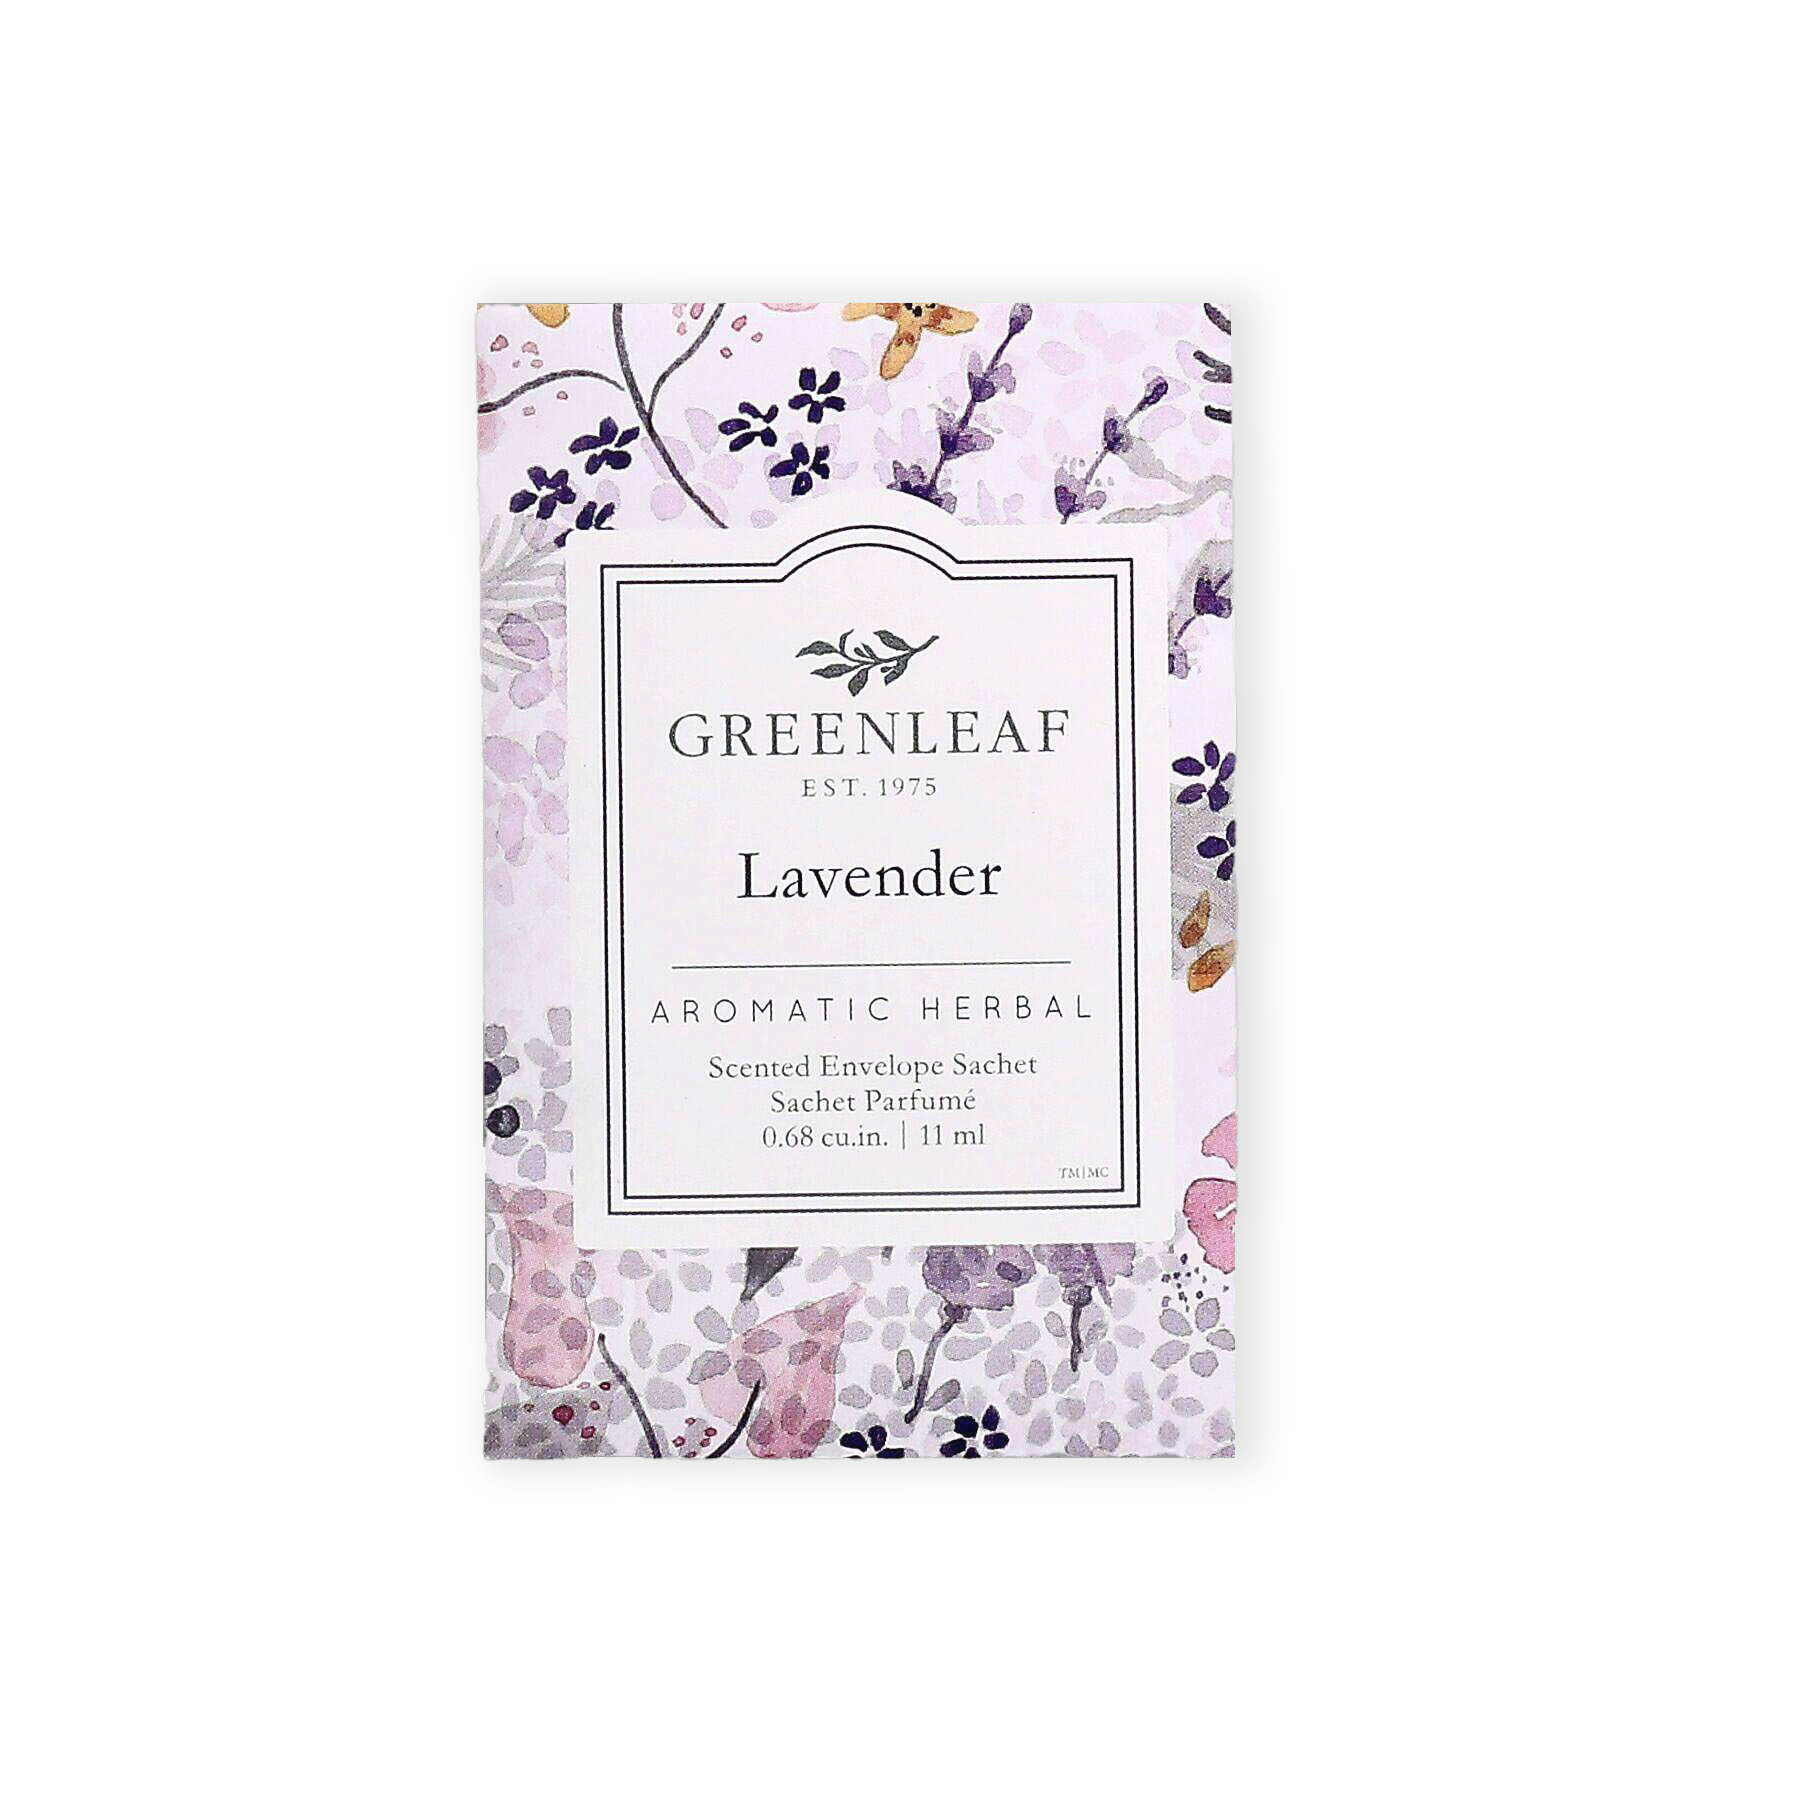 GREENLEAF
EST. 1975
Lavender
AROMATIC HERBAL
Scented Envelope Sachet
Sachet Parfumé
0.68 cu.in. | 11 ml
TM|MC